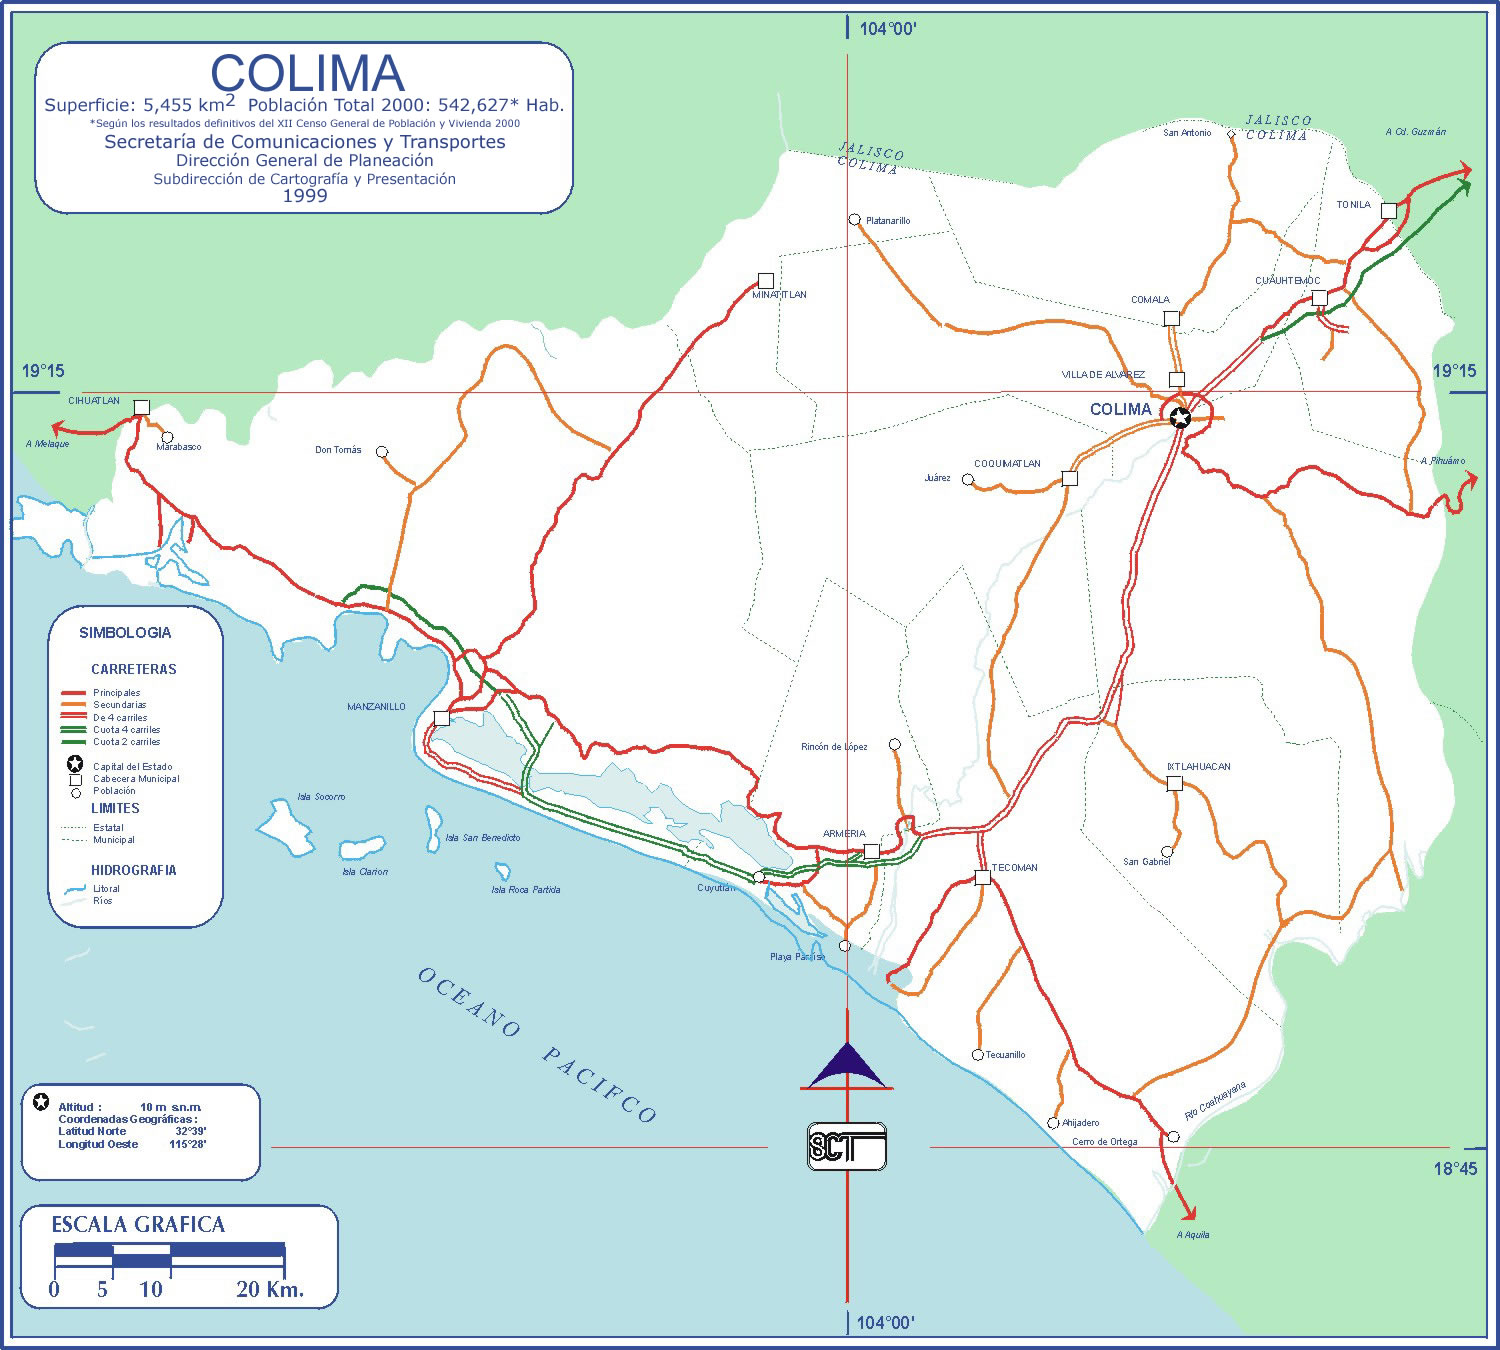 104°00'
COLIMA
Superficie: 5,455 km2 Población Total 2000: 542,627* Hab.
*Según los resultados definitivos del XII Censo General de Población y Vivienda 2000
Secretaría de Comunicaciones y Transportes
Dirección General de Planeación
Subdirección de Cartografía y Presentación
1999
JALISCO
COLIMA
San Antonio
JALISCO
COLIMA
A Cd. Guzmán
TONILA
Platanarillo
MINATITLAN
CUAUHTEMOC
COMALA
19°15
19°15
VILLA DE ALVAREZ
CIHUATLAN
COLIMA
A Melaque
Marabasco
Don Tomás
COQUIMATLAN
Juárez
A Pihuámo
SIMBOLOGIA
CARRETERAS
Principales
Secundarias
De 4 carriles
Cuota 4 carriles
Cuota 2 carriles
Capital del Estado
Cabecera Municipal
Población
LIMITES
Estatal
Municipal
HIDROGRAFIA
Litoral
Ríos
MANZANILLO
Rincón de López
IXTLAHUACAN
Isla Socorro
Isla San Benedicto
Isla Clarion
Isla Roca Partida
ARMERIA
TECOMAN
San Gabriel
Cuyutlán
Playa Paraíso
OCEANO PACIFCO
Tecuanillo
Ahijadero
Cerro de Ortega
Río Coahuayana
A Aquila
18°45
SCT
Altitud : 10 m s.n.m.
Coordenadas Geográficas :
Latitud Norte 32°39'
Longitud Oeste 115°28'
ESCALA GRAFICA
0 5 10 20 Km.
104°00'